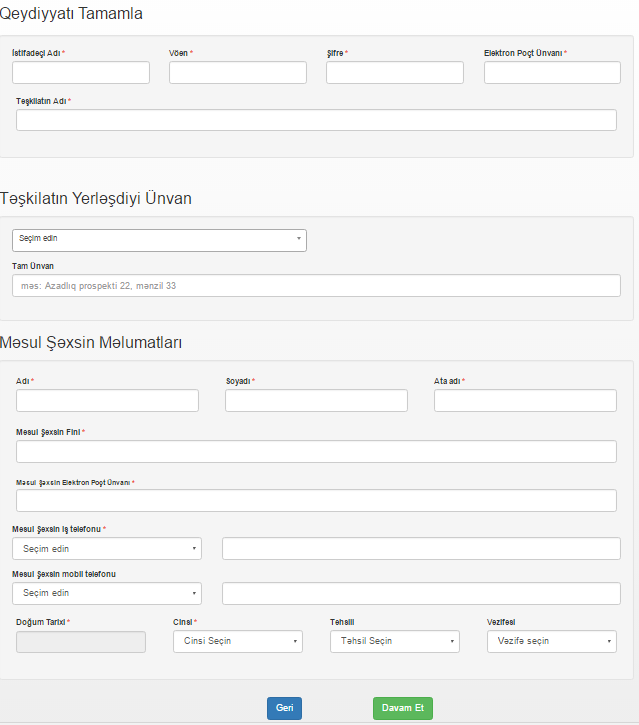 Qeydiyyatı Tamamla
İstifadəçi Adı * Vöen * Şifrə * Elektron Poçt Ünvanı *
Təşkilatın Adı *
Təşkilatın Yerləşdiyi Ünvan
Seçim edin
Tam Ünvan
məs: Azadlıq prospekti 22, mənzil 33
Məsul Şəxsin Məlumatları
Adı * Soyadı * Ata adı *
Məsul Şəxsin Fini *
Məsul Şəxsin Elektron Poçt Ünvanı *
Məsul Şəxsin iş telefonu *
Seçim edin
Məsul Şəxsin mobil telefonu
Seçim edin
Doğum Tarixi * Cinsi * Təhsili Vəzifəsi
Cinsi Seçin Təhsil Seçin Vəzifə seçin
Geri Davam Et